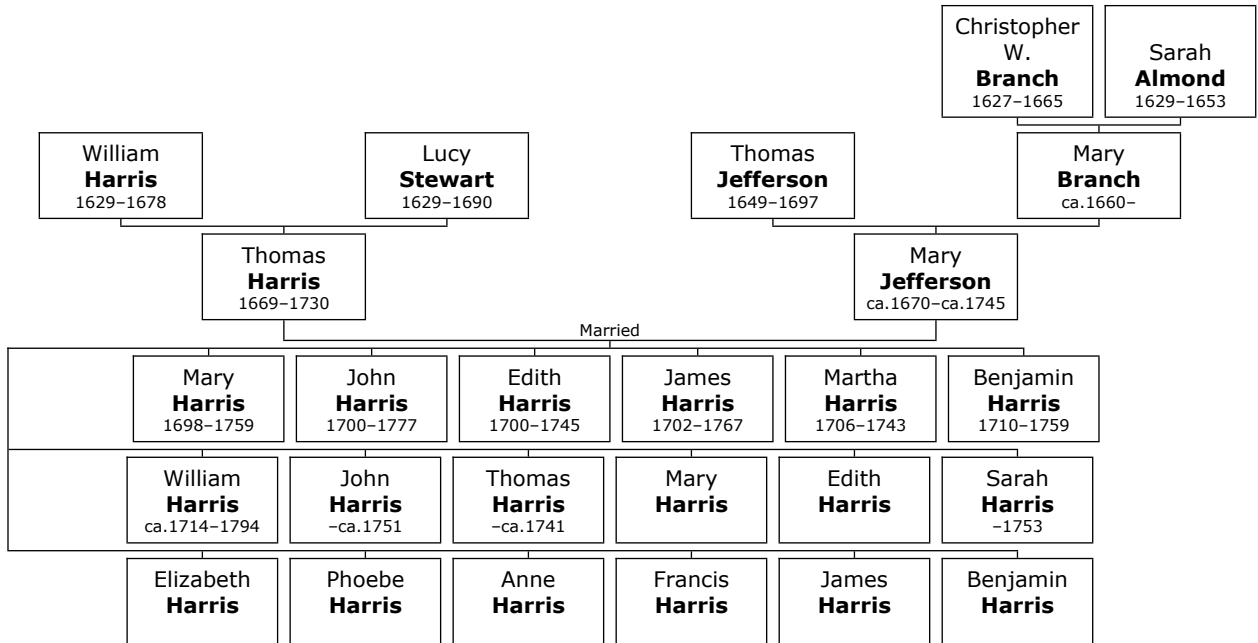 Christopher
W.
Branch
1627–1665
Sarah
Almond
1629–1653
William
Harris
1629–1678
Lucy
Stewart
1629–1690
Thomas
Jefferson
1649–1697
Mary
Branch
ca.1660–
Thomas
Harris
1669–1730
Mary
Jefferson
ca.1670–ca.1745
Married
Mary
Harris
1698–1759
John
Harris
1700–1777
Edith
Harris
1700–1745
James
Harris
1702–1767
Martha
Harris
1706–1743
Benjamin
Harris
1710–1759
William
Harris
ca.1714–1794
John
Harris
–ca.1751
Thomas
Harris
–ca.1741
Mary
Harris
Edith
Harris
Sarah
Harris
–1753
Elizabeth
Harris
Phoebe
Harris
Anne
Harris
Francis
Harris
James
Harris
Benjamin
Harris